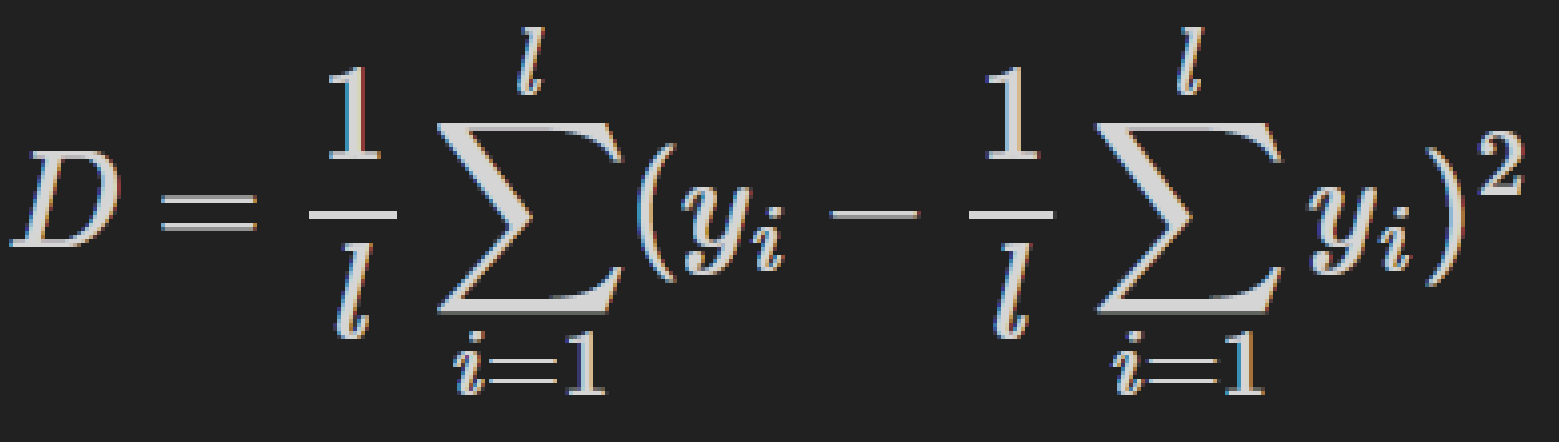 D = \frac{1}{l} \sum_{i=1}^{l} (y_i - \frac{1}{l} \sum_{i=1}^{l} y_i)^2